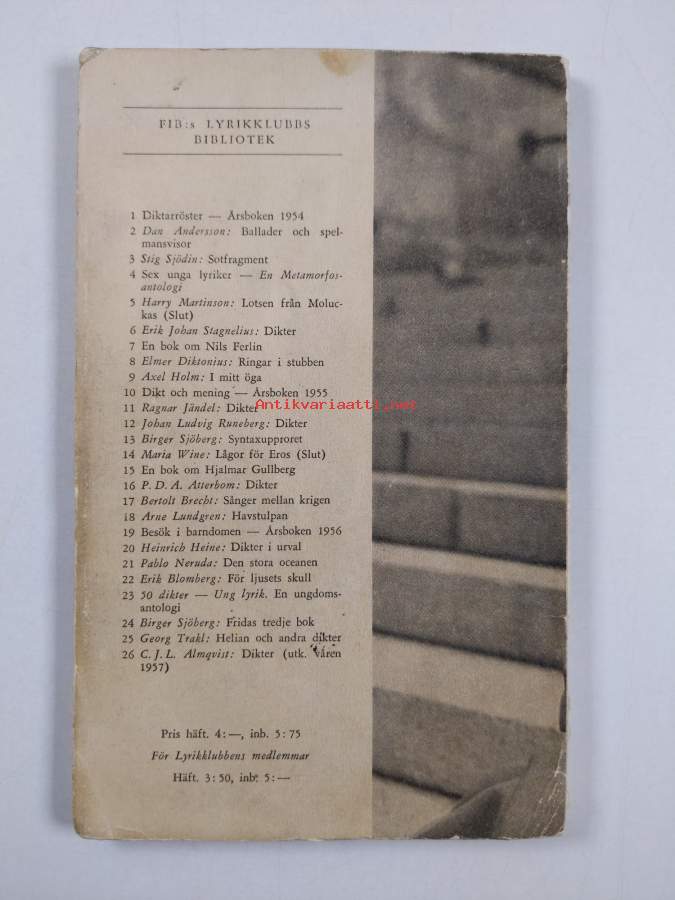 FIB:s LYRIKKLUBBS
BIBLIOTEK
1 Diktarröster — Årsboken 1954
2 Dan Andersson: Ballader och spel-
mansvisor
3 Stig Sjödin: Sotfragment
4 Sex unga lyriker — En Metamorfos-
antologi
5 Harry Martinson: Lotsen från Moluc-
kas (Slut)
6 Erik Johan Stagnelius: Dikter
7 En bok om Nils Ferlin
8 Elmer Diktonius: Ringar i stubben
9 Axel Holm: I mitt öga
10 Dikt och mening — Årsboken 1955
11 Ragnar Jändel: Dikter
Antikvariaatti.net
12 Johan Ludvig Runeberg: Dikter
13 Birger Sjöberg: Syntaxupproret
14 Maria Wine: Lågor för Eros (Slut)
15 En bok om Hjalmar Gullberg
16 P. D. A. Atterbom: Dikter
17 Bertolt Brecht: Sånger mellan krigen
18 Arne Lundgren: Havstulpan
19 Besök i barndomen — Årsboken 1956
20 Heinrich Heine: Dikter i urval
21 Pablo Neruda: Den stora oceanen
22 Erik Blomberg: För ljusets skull
23 50 dikter — Ung lyrik. En ungdoms-
antologi
24 Birger Sjöberg: Fridas tredje bok
25 Georg Trakl: Helian och andra dikter
26 C. J. L. Almqvist: Dikter (utk. våren
1957)
Pris häft. 4:—, inb. 5:75
För Lyrikklubbens medlemmar
Häft. 3:50, inb. 5:—